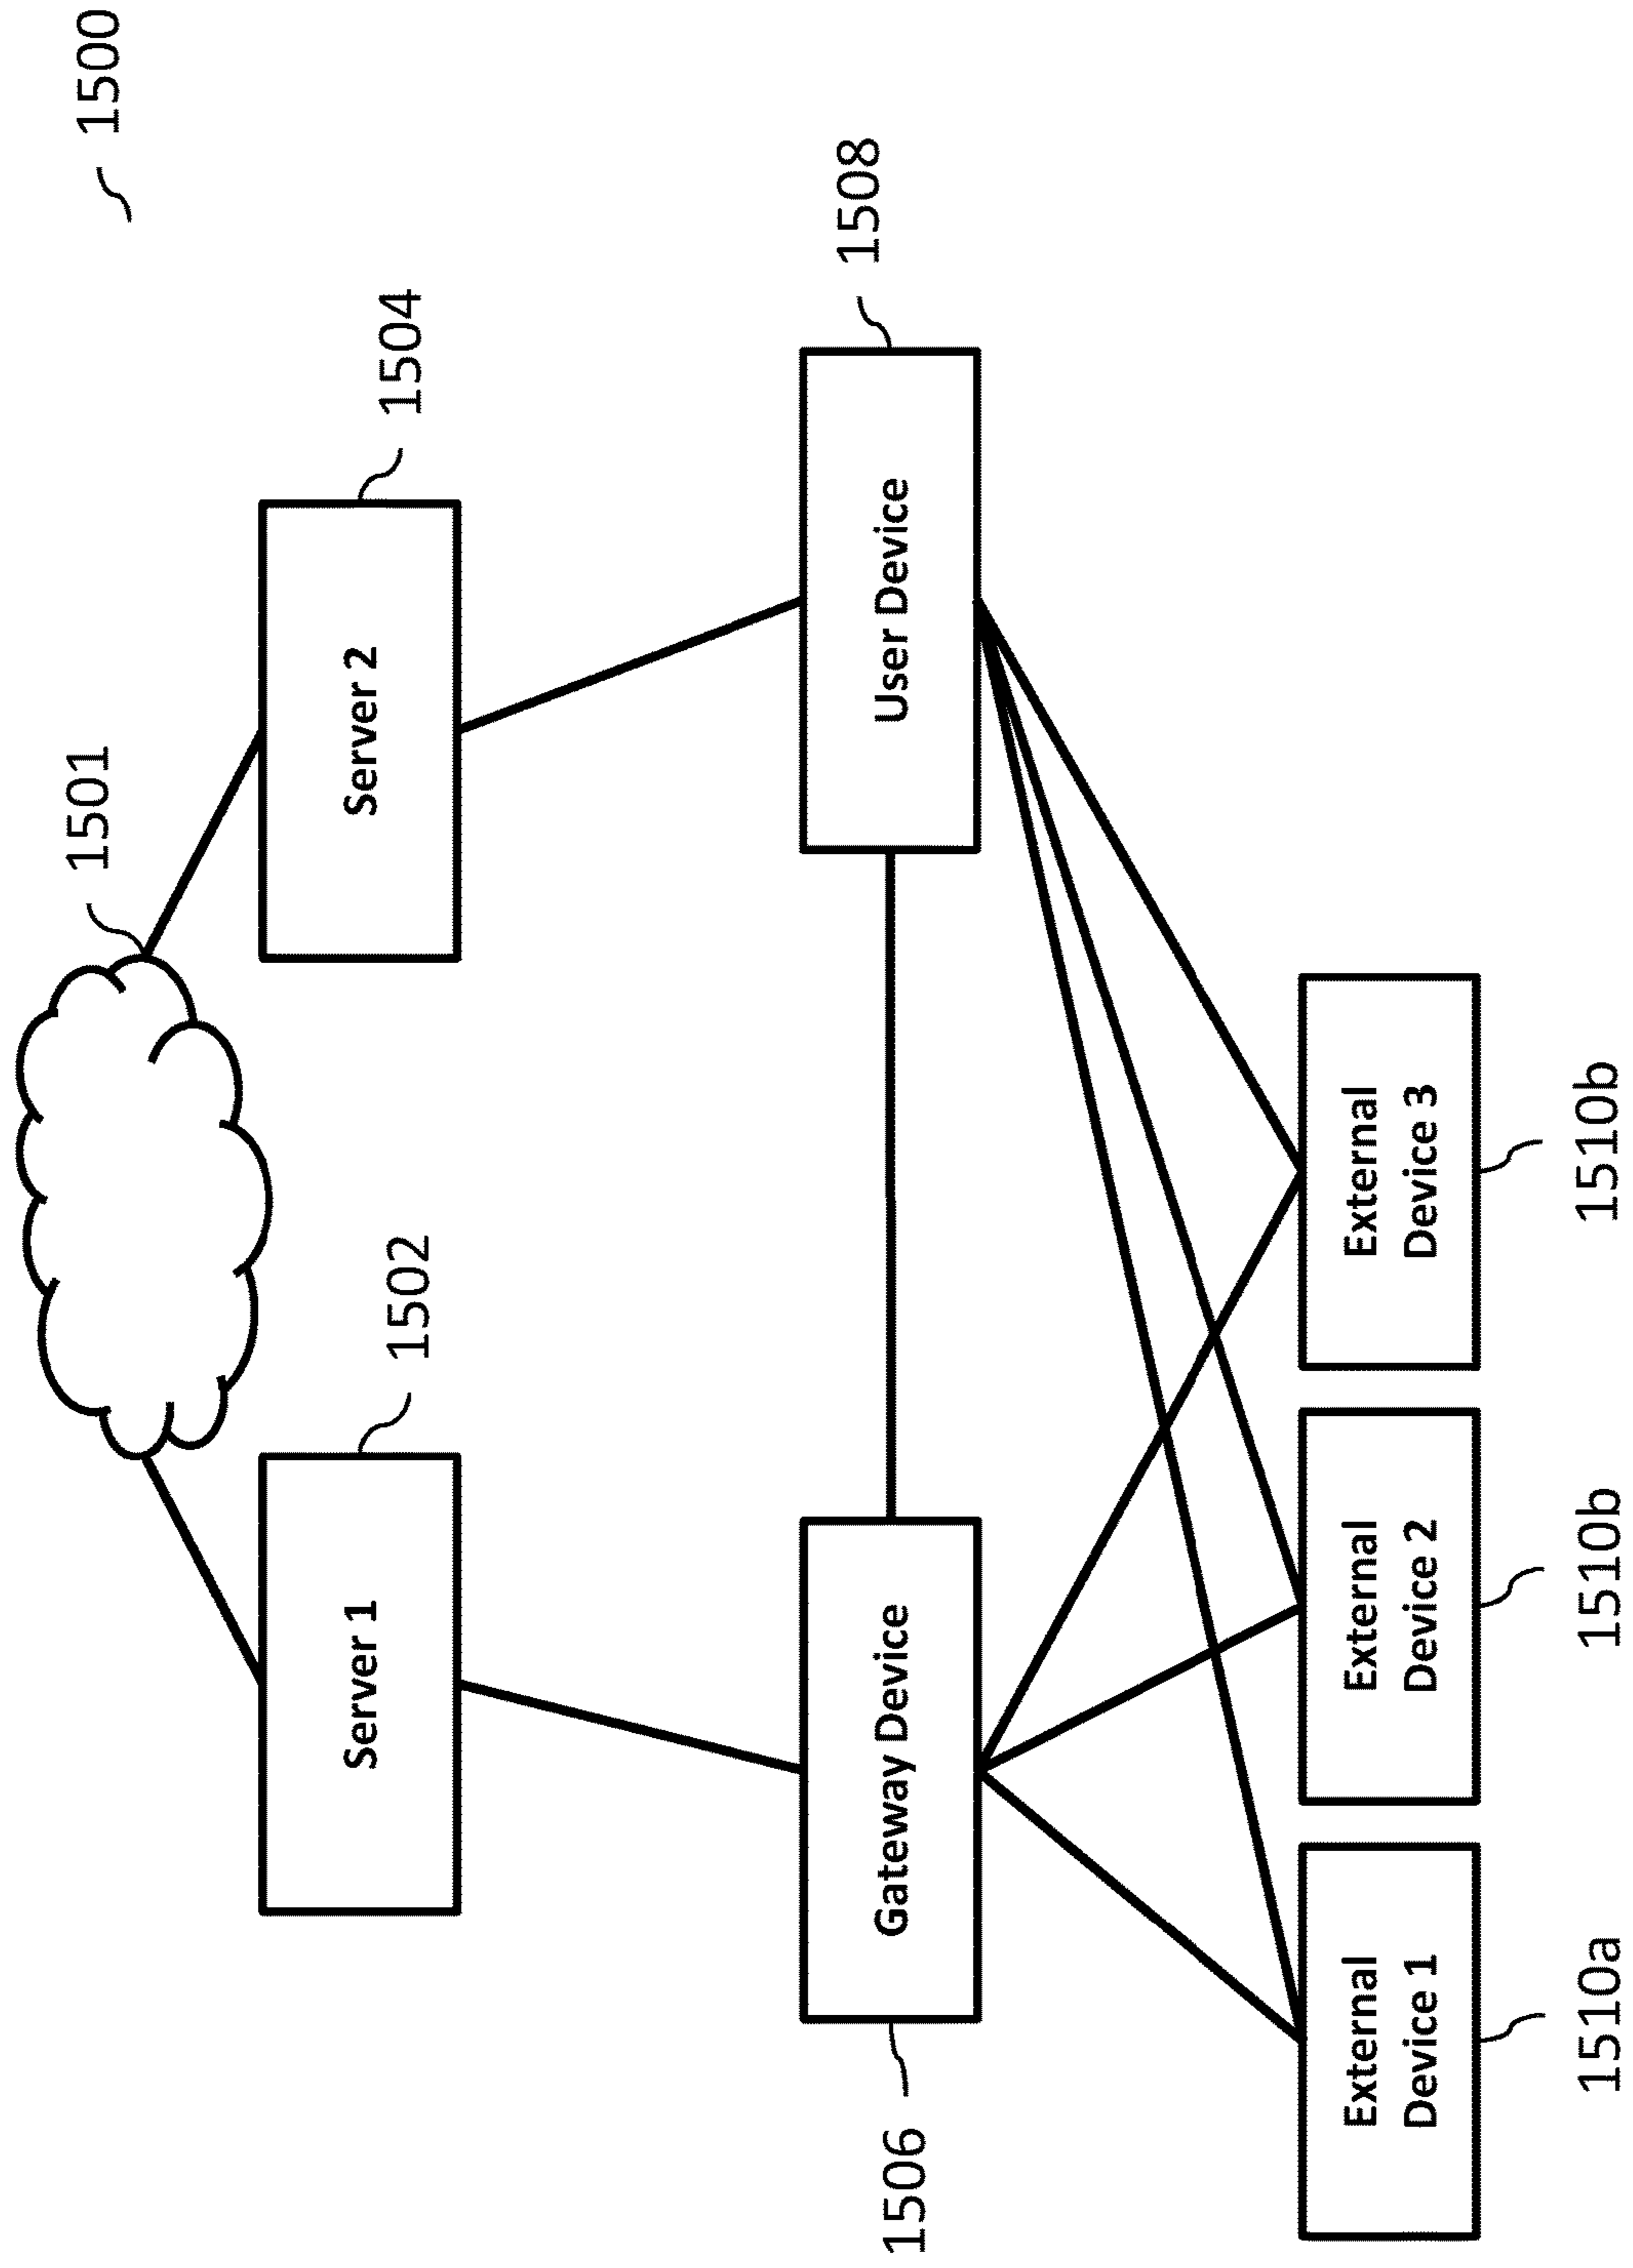 1500
1501
Server 1
1502
Server 2
1504
1506
Gateway Device
User Device
1508
External
Device 1
External
Device 2
External
Device 3
1510a
1510b
1510b